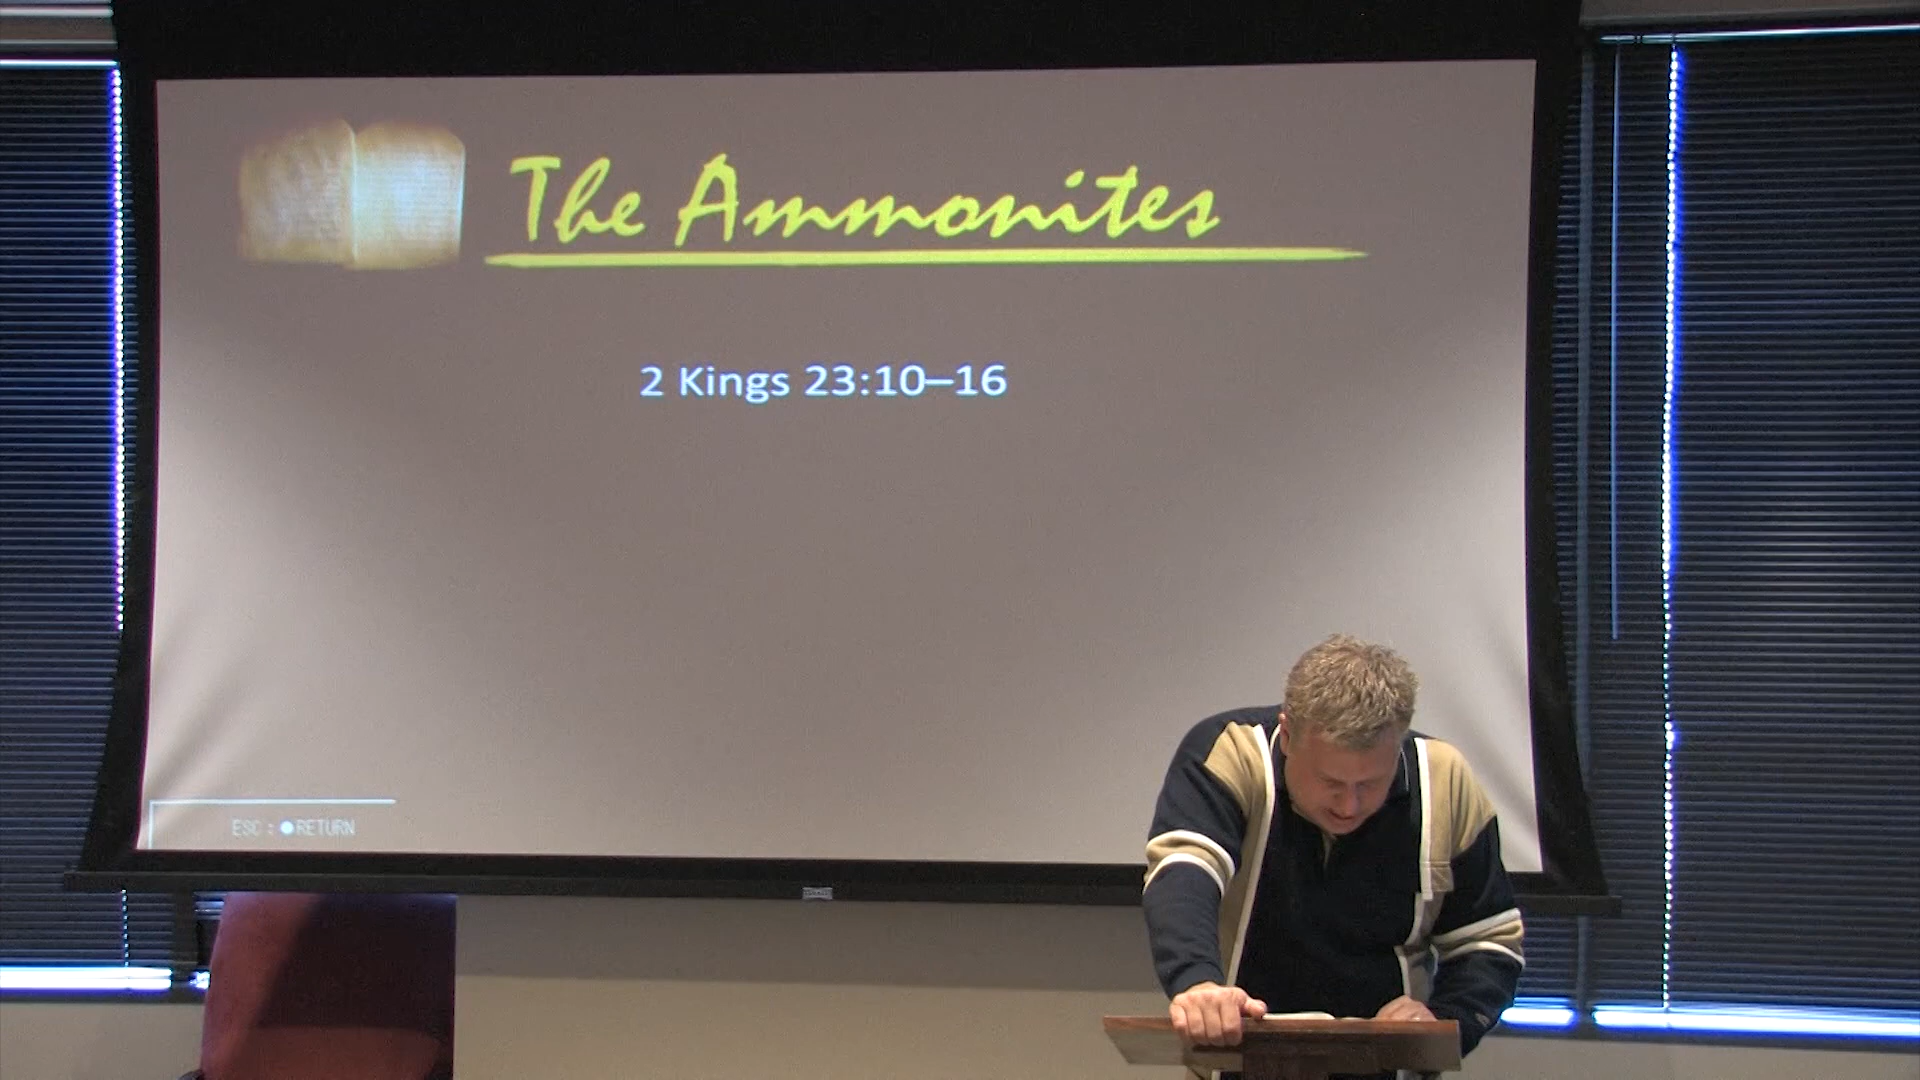 The Ammonites
2 Kings 23:10–16
ESC : ●RETURN